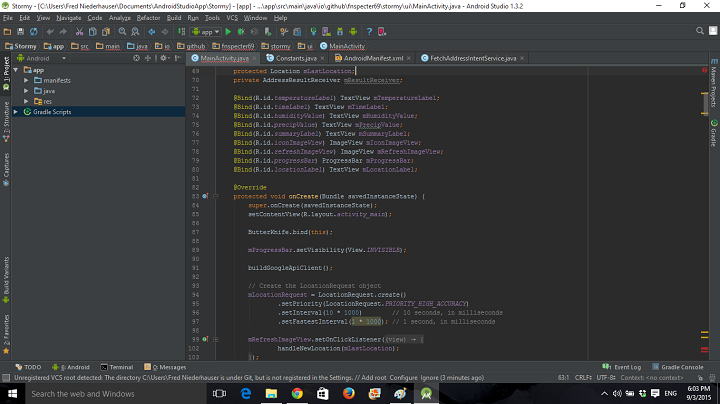 Stormy - [C:\Users\Fred Niederhauser\Documents\AndroidStudioApp\Stormy] - [app] - ...\app\src\main\java\io\github\fnspecter69\stormy\ui\MainActivity.java - Android Studio 1.3.2
File Edit View Navigate Code Analyze Refactor Build Run Tools VCS Window Help
app
Stormy app src main java io github fnspecter69 stormy ui MainActivity
Android MainActivity.java Constants.java AndroidManifest.xml FetchAddressIntentService.java
1: Project
7: Structure
Captures
Build Variants
2: Favorites
Maven Projects
Gradle
app
manifests
java
res
Gradle Scripts
69 protected Location mLastLocation;
70 private AddressResultReceiver mResultReceiver;
71
72 @Bind(R.id.temperatureLabel) TextView mTemperatureLabel;
73 @Bind(R.id.timeLabel) TextView mTimeLabel;
74 @Bind(R.id.humidityValue) TextView mHumidityValue;
75 @Bind(R.id.precipValue) TextView mPrecipValue;
76 @Bind(R.id.summaryLabel) TextView mSummaryLabel;
77 @Bind(R.id.iconImageView) ImageView mIconImageView;
78 @Bind(R.id.refreshImageView) ImageView mRefreshImageView;
79 @Bind(R.id.progressBar) ProgressBar mProgressBar;
80 @Bind(R.id.locationLabel) TextView mLocationLabel;
81
82 @Override
83 protected void onCreate(Bundle savedInstanceState) {
84 super.onCreate(savedInstanceState);
85 setContentView(R.layout.activity_main);
86
87 ButterKnife.bind(this);
88
89 mProgressBar.setVisibility(View.INVISIBLE);
90
91 buildGoogleApiClient();
92
93 // Create the LocationRequest object
94 mLocationRequest = LocationRequest.create()
95 .setPriority(LocationRequest.PRIORITY_HIGH_ACCURACY)
96 .setInterval(10 * 1000) // 10 seconds, in milliseconds
97 .setFastestInterval(1 * 1000); // 1 second, in milliseconds
98
99 mRefreshImageView.setOnClickListener((view) → {
102 handleNewLocation(mLastLocation);
103 });
TODO 6: Android Terminal 0: Messages Event Log Gradle Console
Unregistered VCS root detected: The directory C:\Users\Fred Niederhauser is under Git, but is not registered in the Settings. // Add root Configure Ignore (3 minutes ago) 83:1 CRLF UTF-8 Context: <no context>
Search the web and Windows
ENG
6:03 PM
9/3/2015